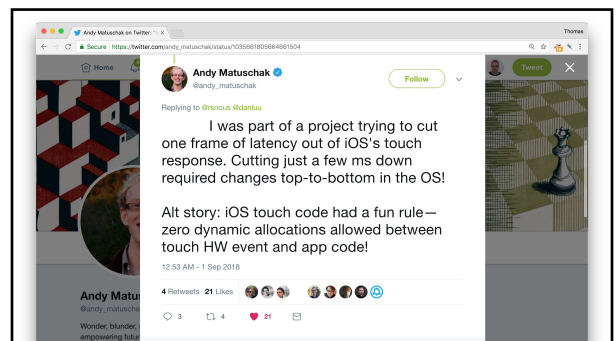 Andy Matuschak on Twitter: "I
Thomas
Secure https://twitter.com/andy_matuschak/status/1035661805664661504
Home
Tweet
Andy Matuschak
@andy_matuschak
Follow
Replying to @rsnous @danluu
I was part of a project trying to cut
one frame of latency out of iOS's touch
response. Cutting just a few ms down
required changes top-to-bottom in the OS!
Alt story: iOS touch code had a fun rule—
zero dynamic allocations allowed between
touch HW event and app code!
12:53 AM - 1 Sep 2018
4 Retweets 21 Likes
3 4 21
Andy Matus
@andy_matuscha
Wonder, blunder,
empowering futur